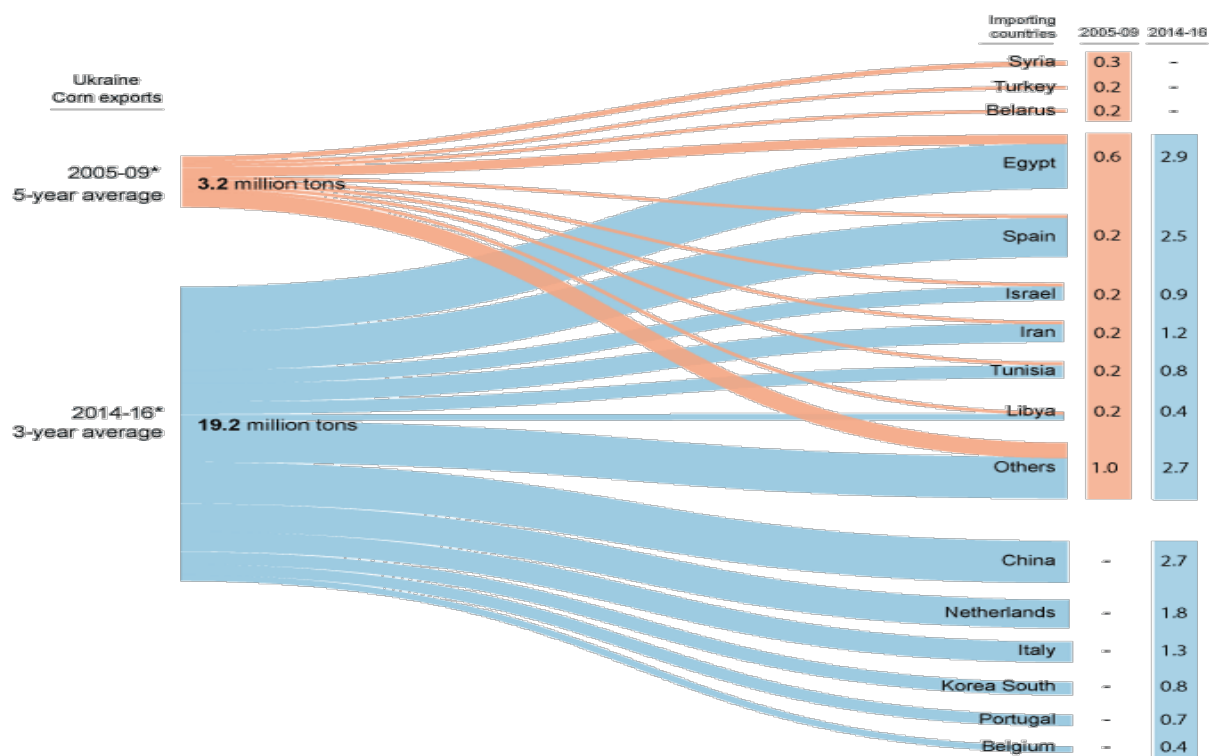 Importing
countries 2005-09 2014-16
Ukraine
Corn exports
Syria 0.3 -
Turkey 0.2 -
Belarus 0.2 -
2005-09*
5-year average
3.2 million tons
Egypt 0.6 2.9
Spain 0.2 2.5
Israel 0.2 0.9
Iran 0.2 1.2
Tunisia 0.2 0.8
Libya 0.2 0.4
Others 1.0 2.7
2014-16*
3-year average
19.2 million tons
China - 2.7
Netherlands - 1.8
Italy - 1.3
Korea South - 0.8
Portugal - 0.7
Belgium - 0.4